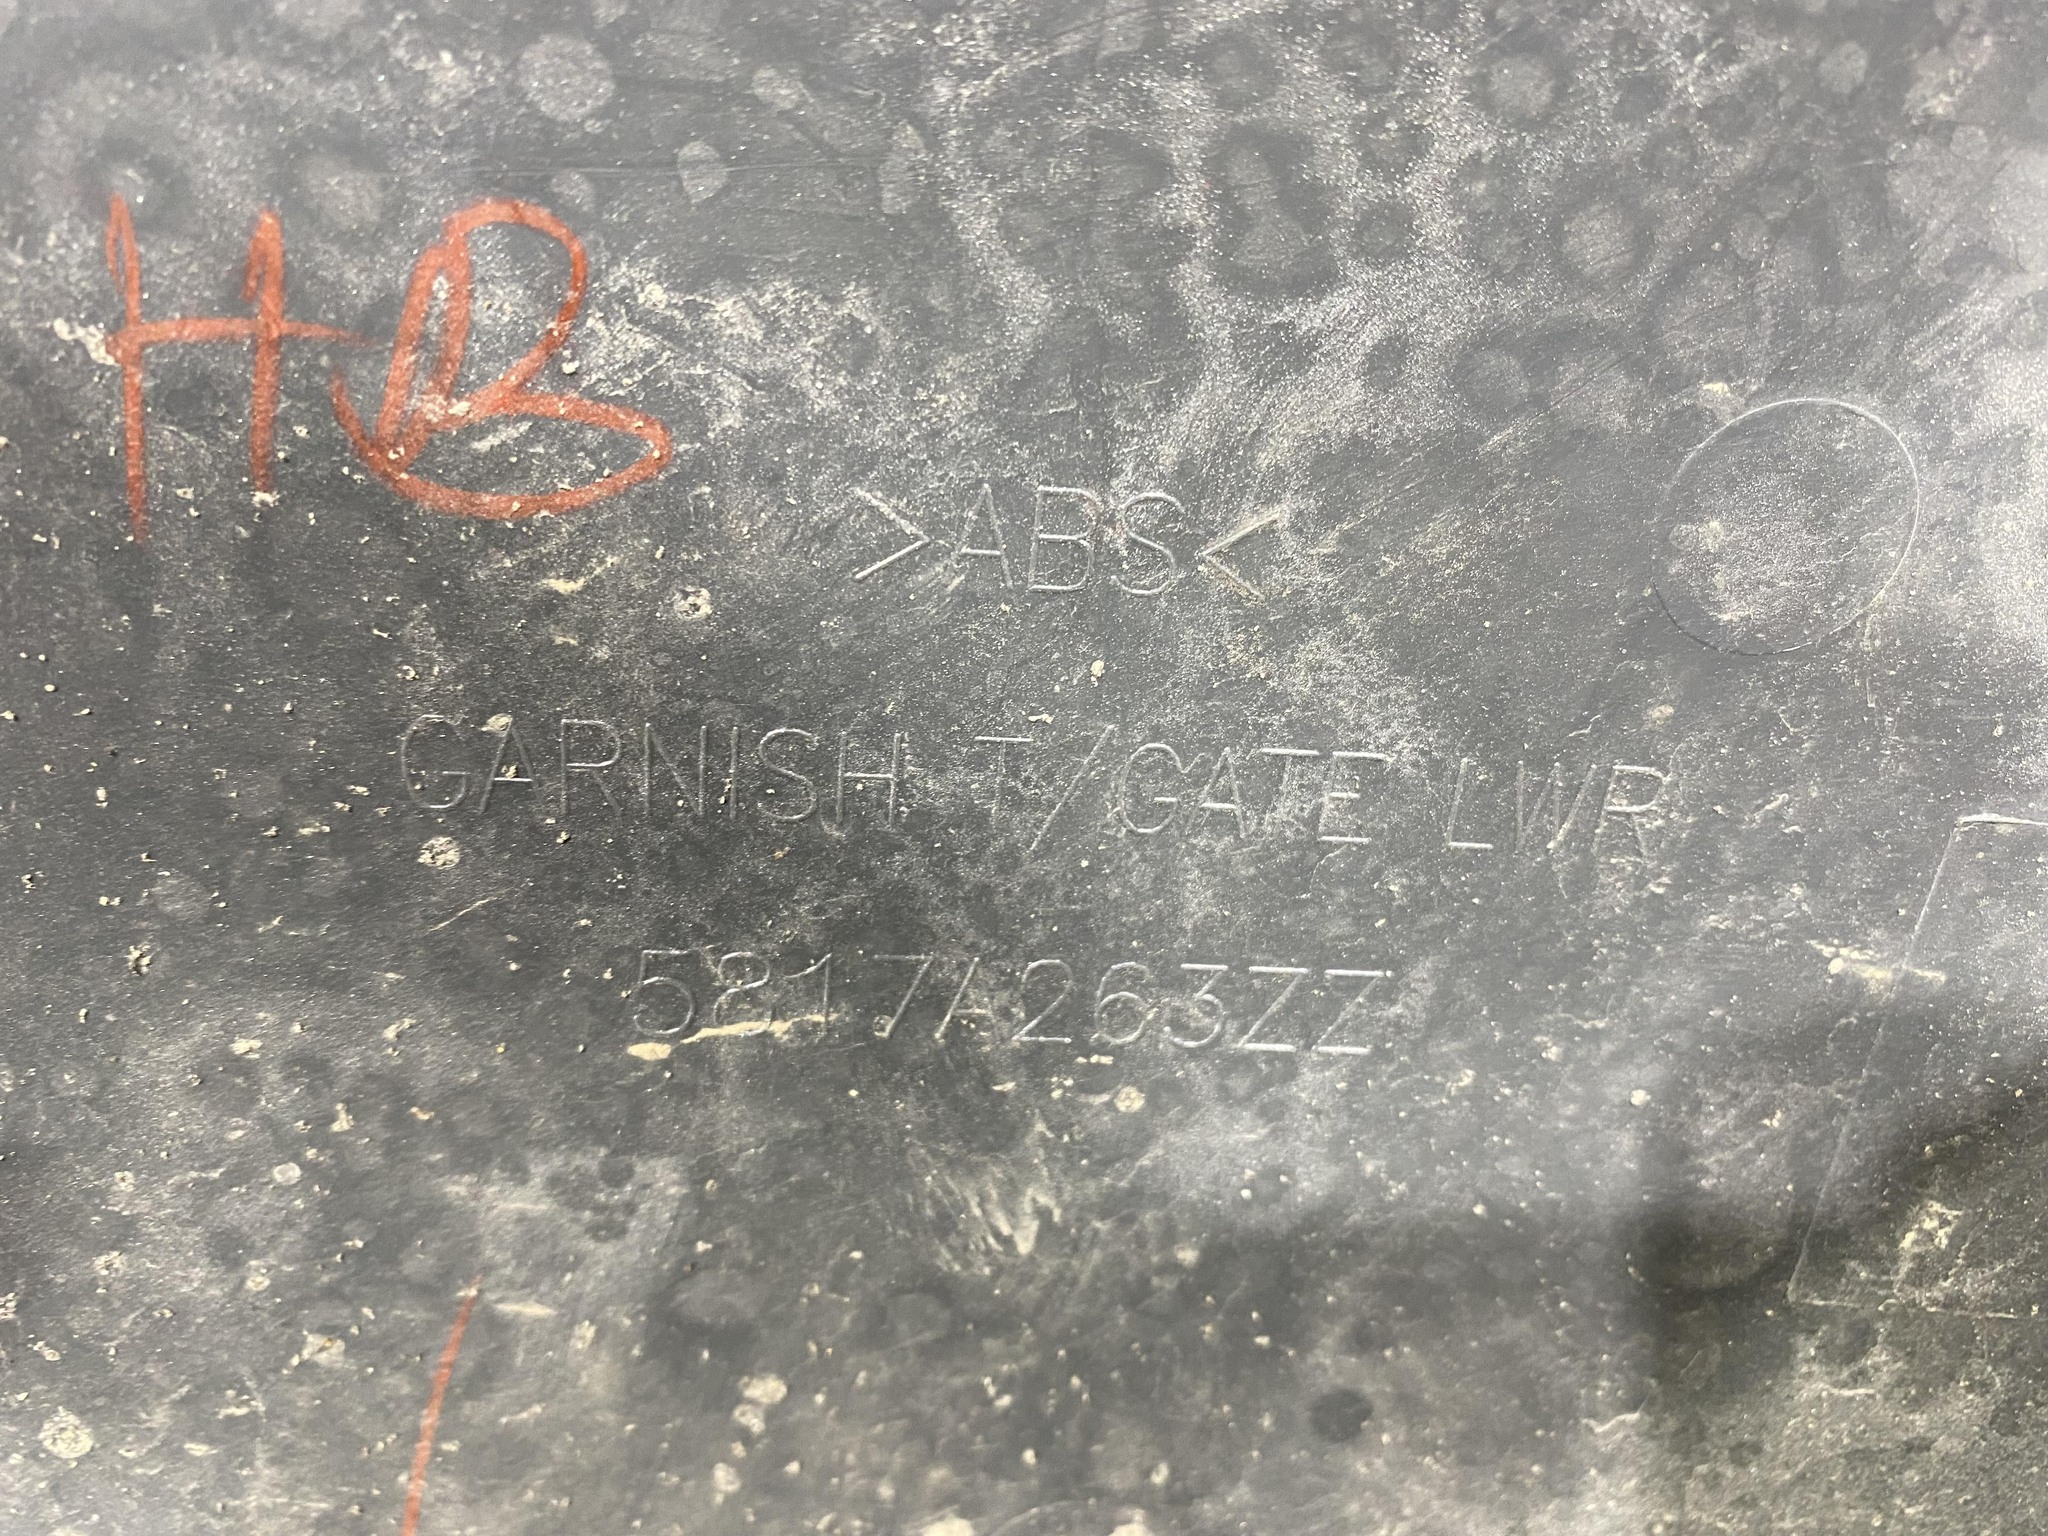 HB
>ABS<
GARNISH T/GATE LWR
5817A263ZZ